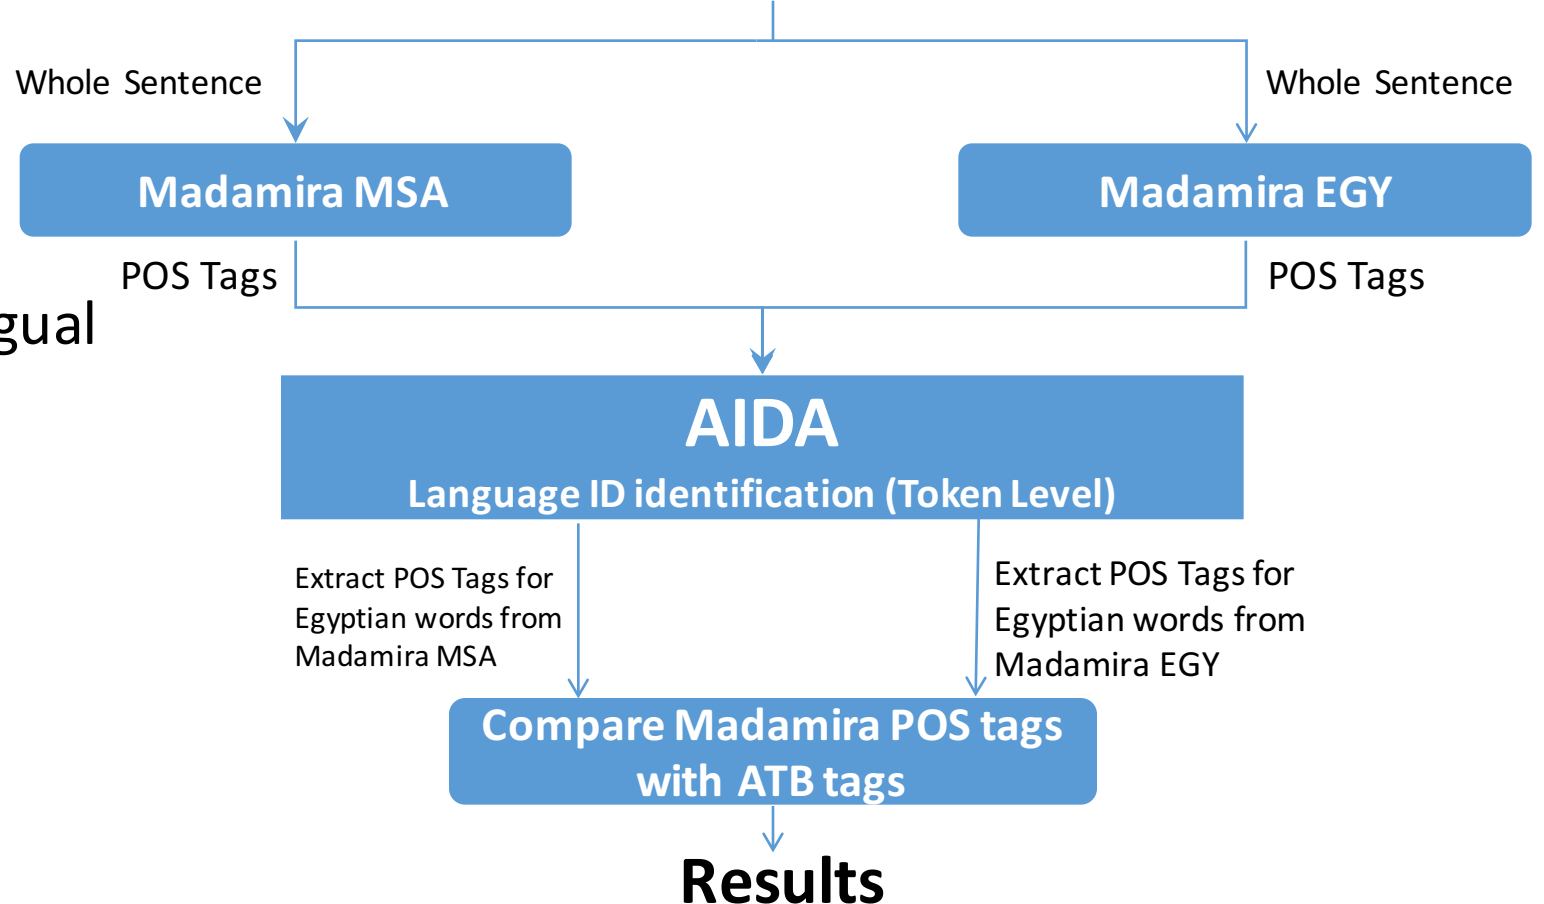 Whole Sentence
Whole Sentence
Madamira MSA
Madamira EGY
POS Tags
POS Tags
gual
AIDA
Language ID identification (Token Level)
Extract POS Tags for
Egyptian words from
Madamira MSA
Extract POS Tags for
Egyptian words from
Madamira EGY
Compare Madamira POS tags
with ATB tags
Results